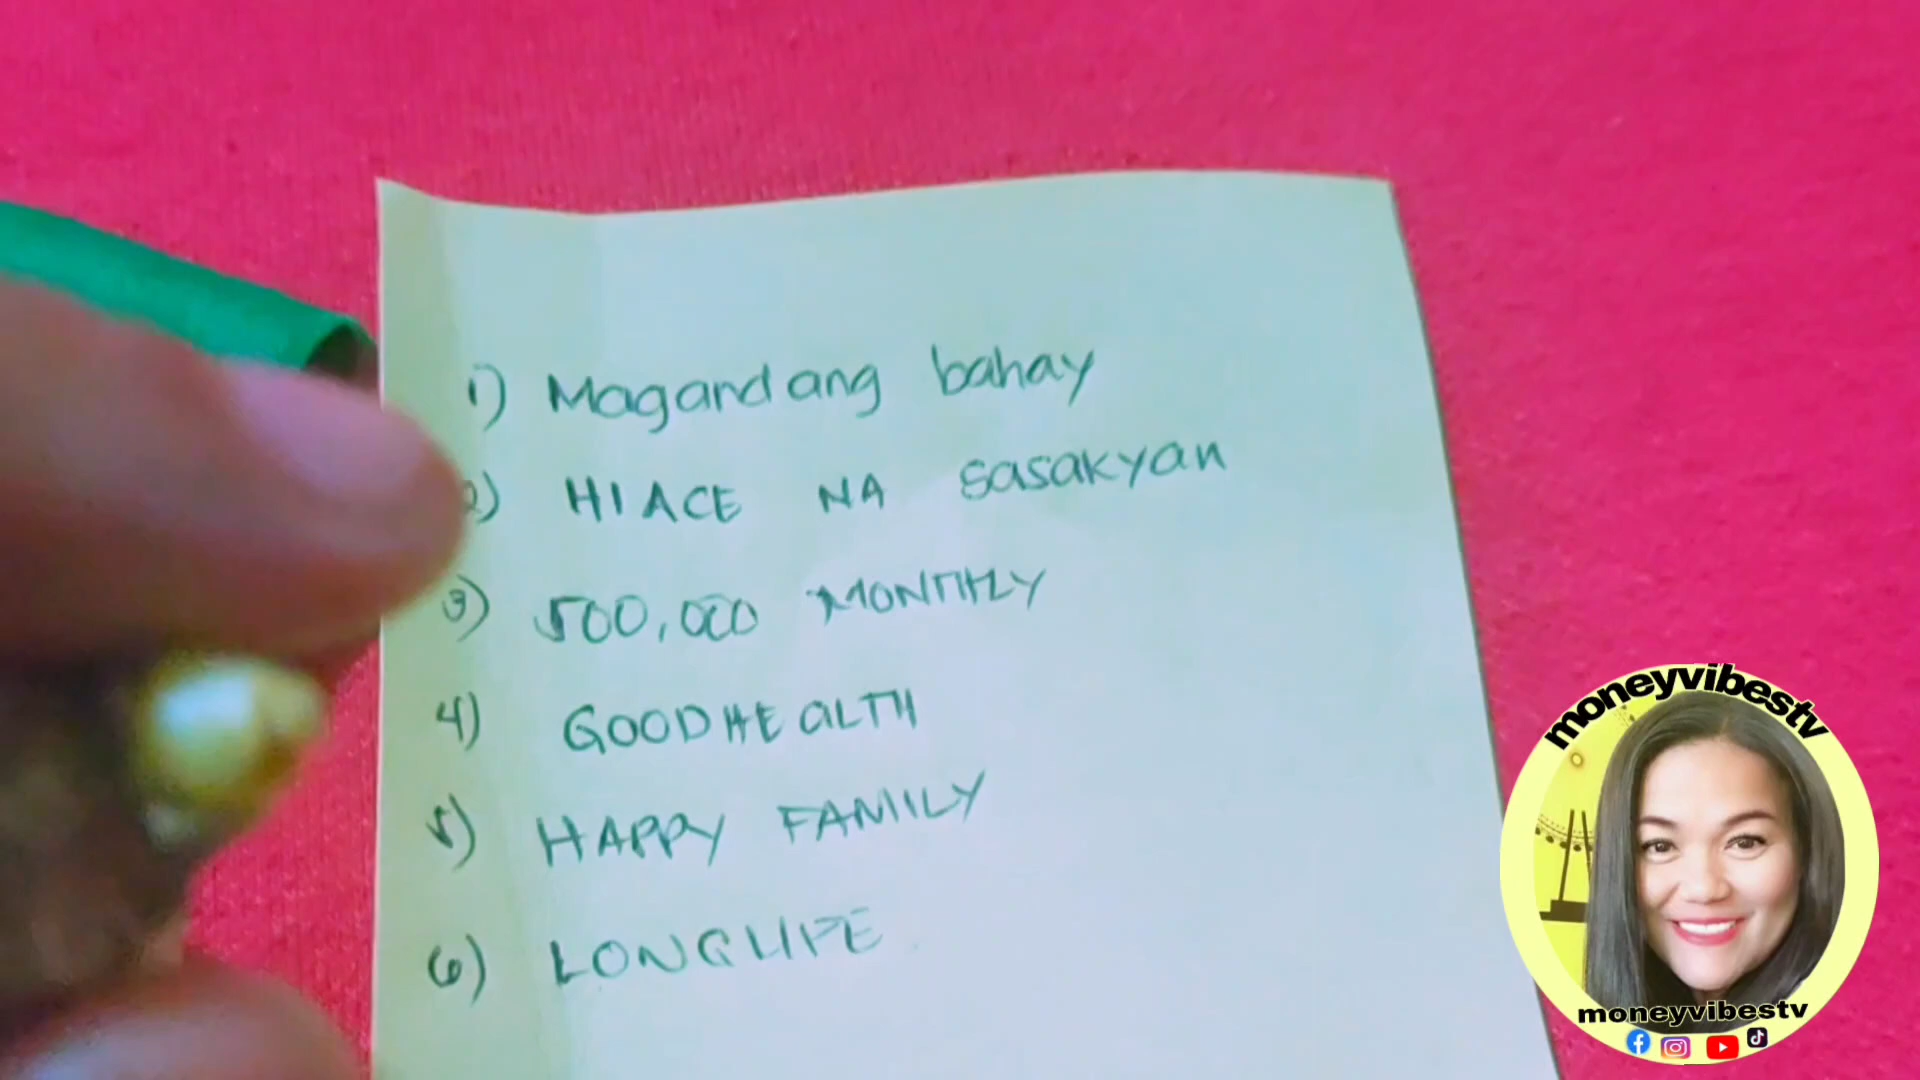 1) Magandang bahay
2) HIACE NA sasakyan
3) 500,000 MONTHLY
4) GOODHEALTH
5) HAPPY FAMILY
6) LONGLIFE
moneyvibestv
moneyvibestv